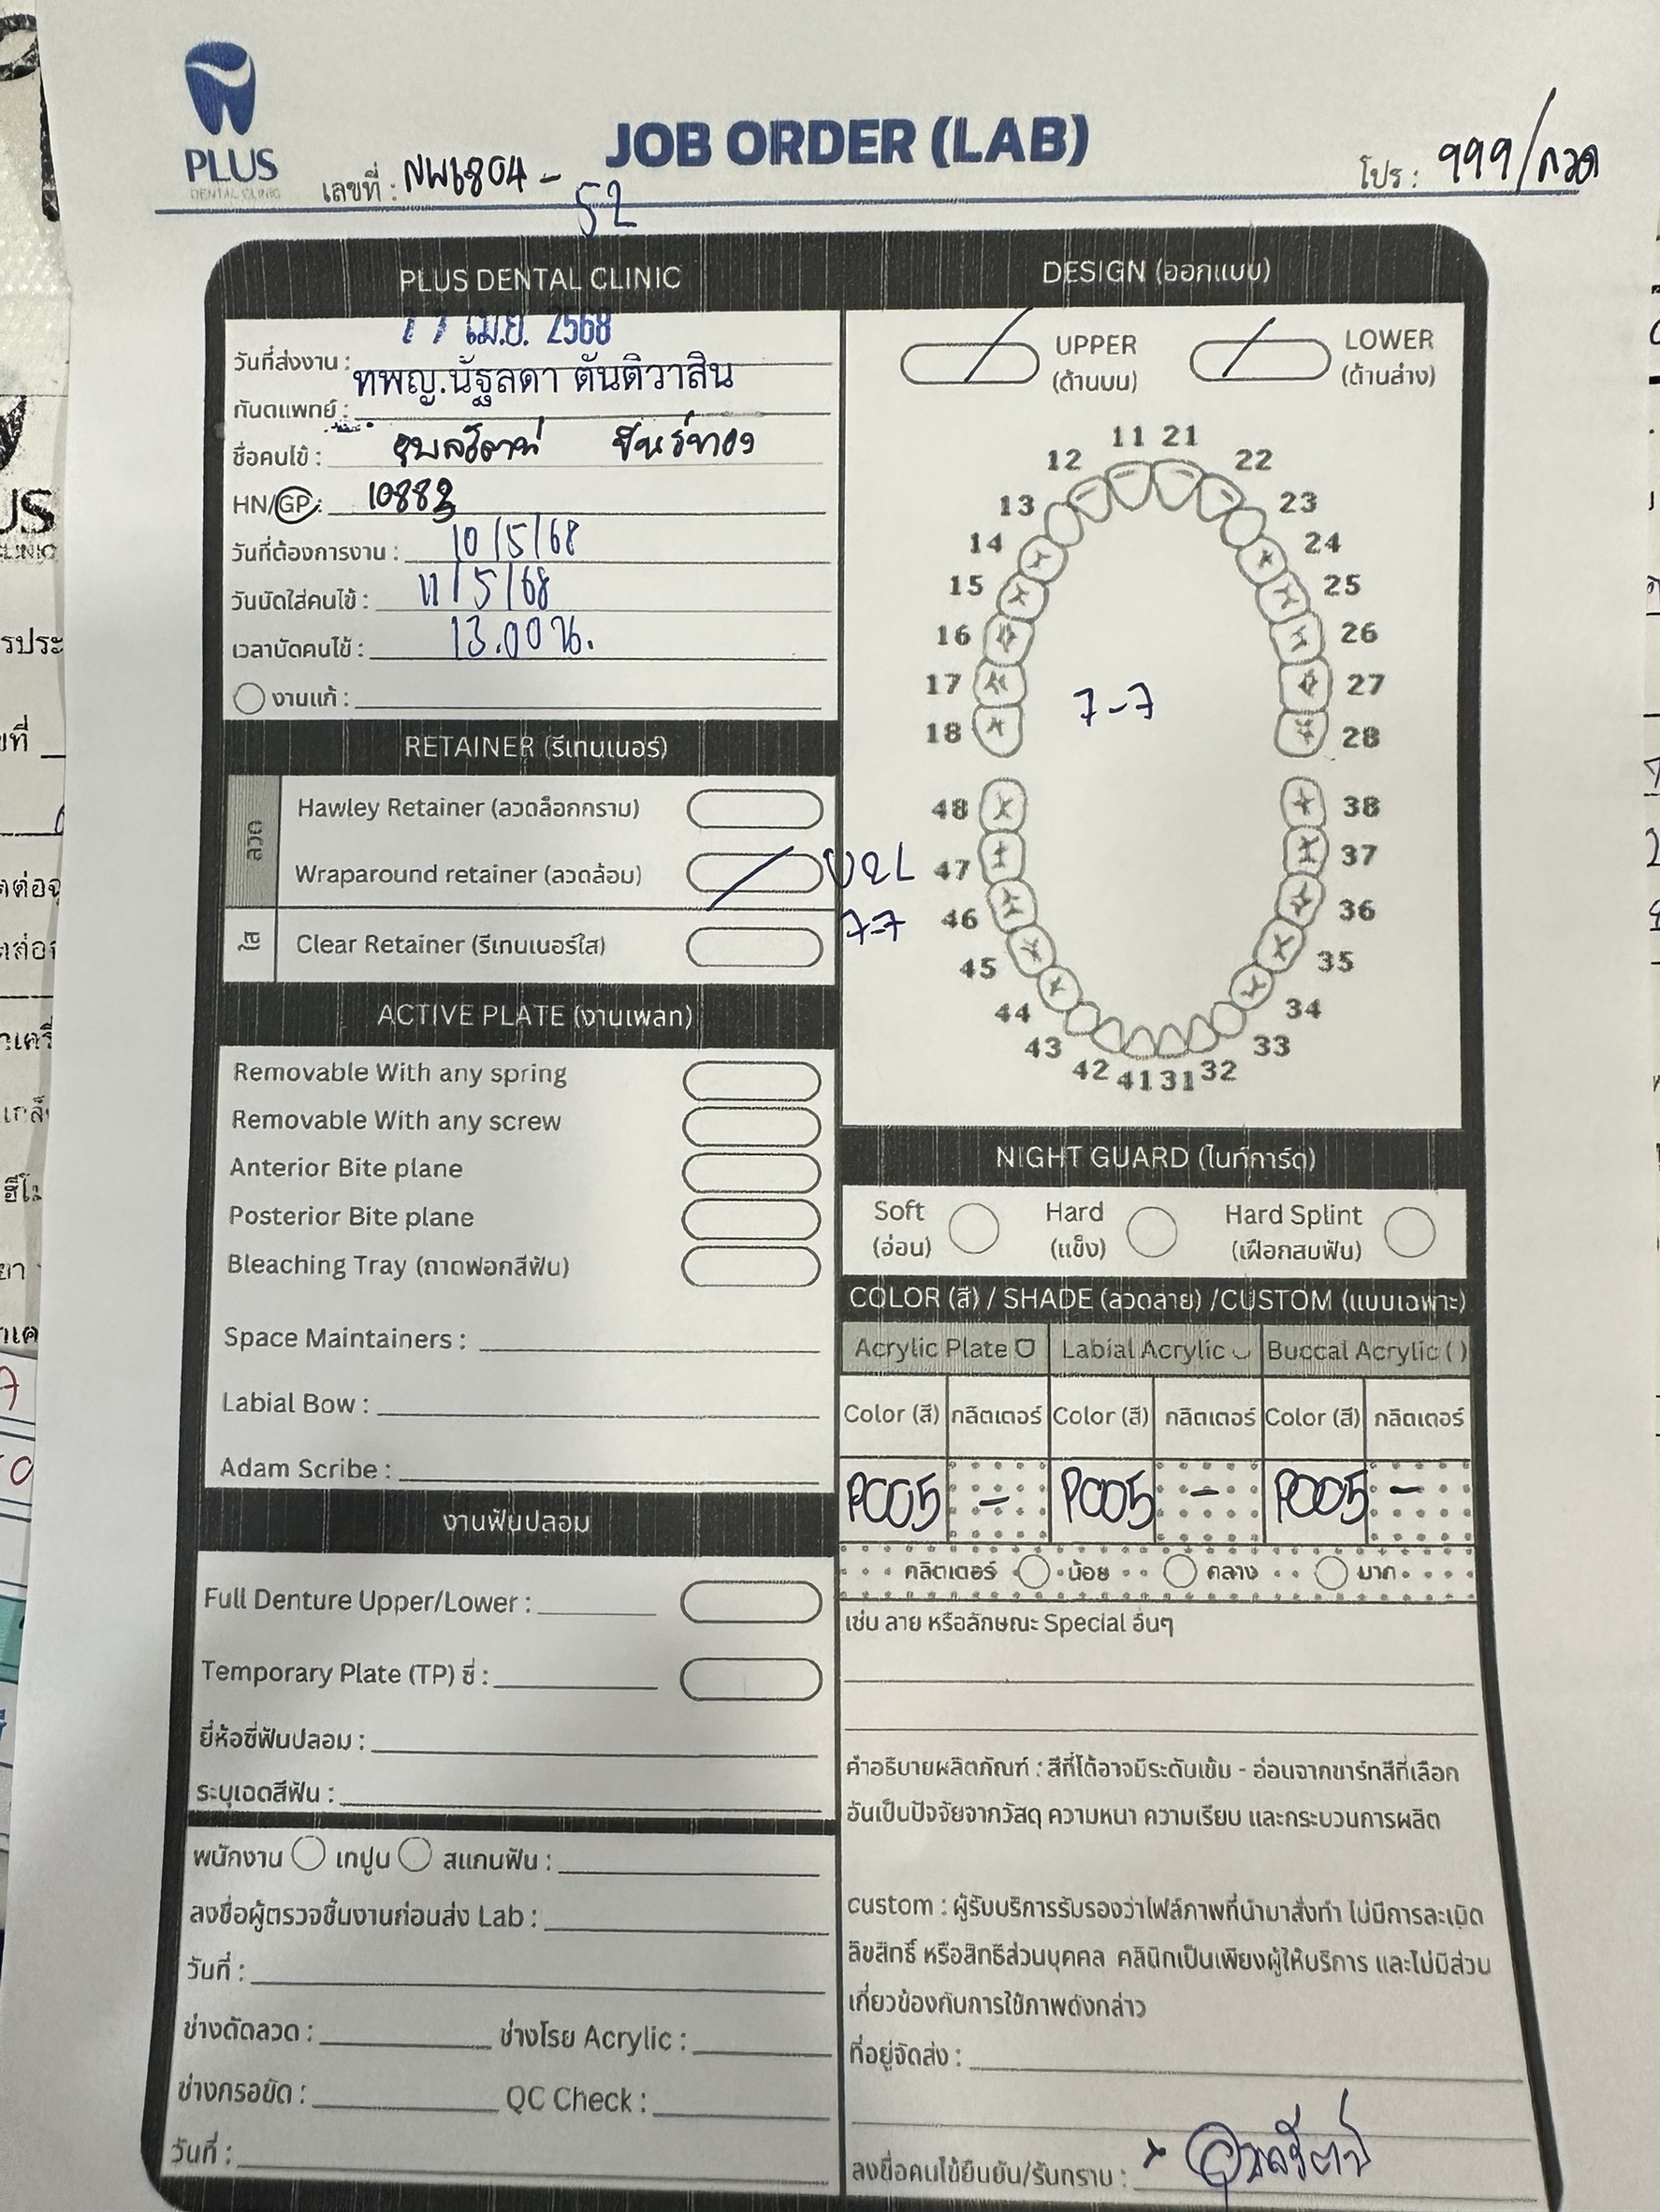 PLUS
DENTAL CLINIC
JOB ORDER (LAB)
เลขที่ : NW6804 - 52
โปร : 999/ลวด
PLUS DENTAL CLINIC
วันที่ส่งงาน : เม.ย. 2568
ทันตแพทย์ : ทพญ.นัฐลดา ตันติวาสิน
ชื่อคนไข้ : อุบลรัตน์
HN/GP : 10883
วันที่ต้องการงาน : 10/5/68
วันนัดใส่คนไข้ : 11/5/68
เวลานัดคนไข้ : 13.00 น.
งานแก้ :
RETAINER (รีเทนเนอร์)
ลวด
Hawley Retainer (ลวดล็อกกราม)
Wraparound retainer (ลวดล้อม) U&L
7-7
ใส
Clear Retainer (รีเทนเนอร์ใส)
ACTIVE PLATE (งานเพลท)
Removable With any spring
Removable With any screw
Anterior Bite plane
Posterior Bite plane
Bleaching Tray (ถาดฟอกสีฟัน)
Space Maintainers :
Labial Bow :
Adam Scribe :
งานฟันปลอม
Full Denture Upper/Lower :
Temporary Plate (TP) ซี่ :
ยี่ห้อซี่ฟันปลอม :
ระบุเฉดสีฟัน :
พนักงาน เทปูน สแกนฟัน :
ลงชื่อผู้ตรวจชิ้นงานก่อนส่ง Lab :
วันที่ :
ช่างดัดลวด : ช่างโรย Acrylic :
ช่างกรอขัด : QC Check :
วันที่ :
DESIGN (ออกแบบ)
UPPER LOWER
(ด้านบน) (ด้านล่าง)
11 21
12 22
13 23
14 24
15 25
16 26
17 7-7 27
18 28
48 38
47 37
46 36
45 35
44 34
43 33
42 41 31 32
NIGHT GUARD (ไนท์การ์ด)
Soft Hard Hard Splint
(อ่อน) (แข็ง) (เฝือกสบฟัน)
COLOR (สี) / SHADE (ลวดลาย) /CUSTOM (แบบเฉพาะ)
Acrylic Plate Labial Acrylic Buccal Acrylic ( )
Color (สี) กลิตเตอร์ Color (สี) กลิตเตอร์ Color (สี) กลิตเตอร์
P005 - P005 - P005 -
กลิตเตอร์ น้อย กลาง มาก
เช่น ลาย หรือลักษณะ Special อื่นๆ
คำอธิบายผลิตภัณฑ์ : สีที่ได้อาจมีระดับเข้ม - อ่อนจากชาร์ทสีที่เลือก
อันเป็นปัจจัยจากวัสดุ ความหนา ความเรียบ และกระบวนการผลิต
custom : ผู้รับบริการรับรองว่าไฟล์ภาพที่นำมาสั่งทำ ไม่มีการละเมิด
ลิขสิทธิ์ หรือสิทธิส่วนบุคคล คลินิกเป็นเพียงผู้ให้บริการ และไม่มีส่วน
เกี่ยวข้องกับการใช้ภาพดังกล่าว
ที่อยู่จัดส่ง :
ลงชื่อคนไข้ยืนยัน/รับทราบ : อุบลรัตน์